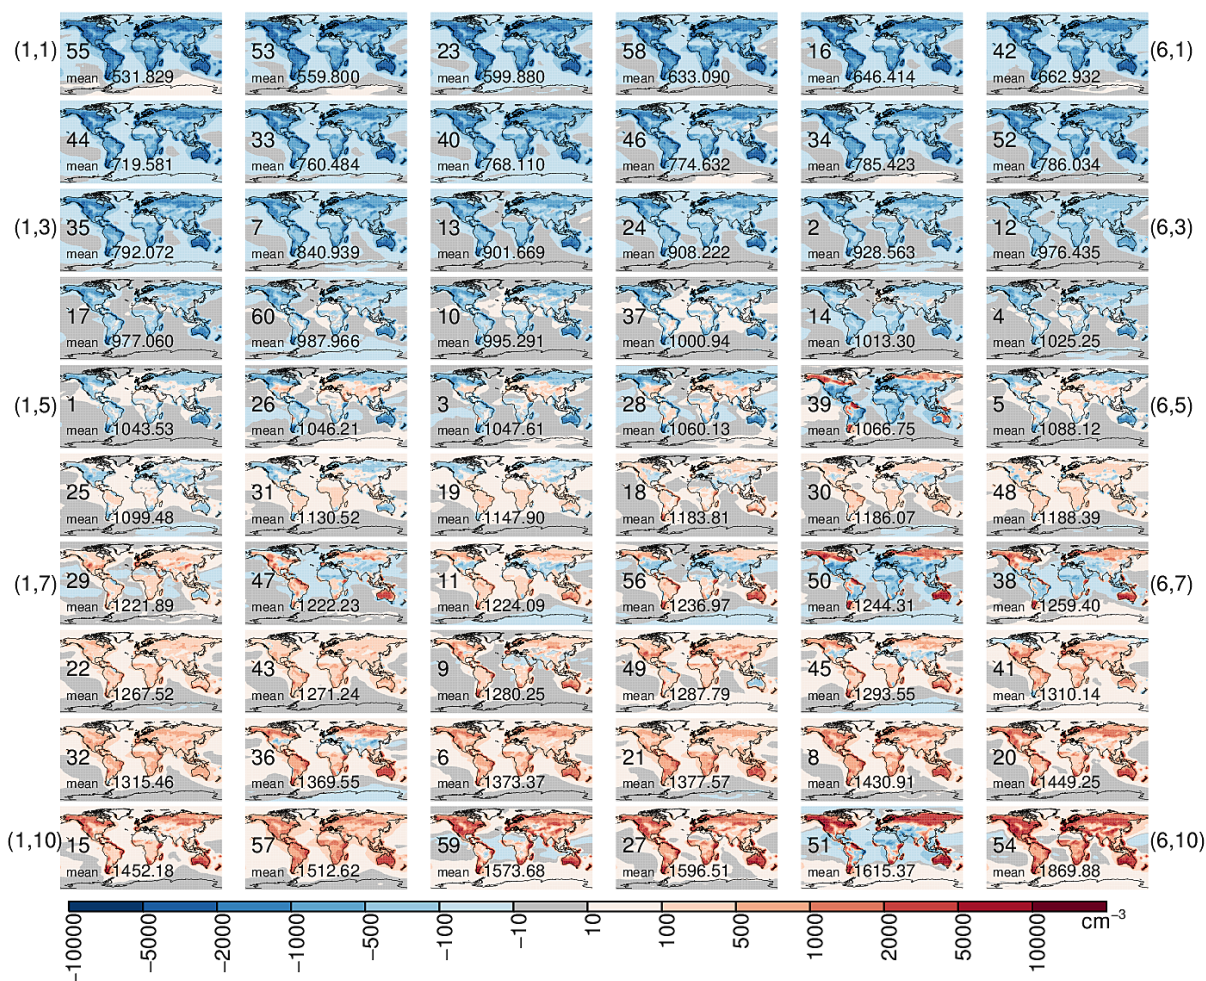 (1,1) 55 53 23 58 16 42 (6,1)
mean 531.829 mean 559.800 mean 599.880 mean 633.090 mean 646.414 mean 662.932
44 33 40 46 34 52
mean 719.581 mean 760.484 mean 768.110 mean 774.632 mean 785.423 mean 786.034
(1,3) 35 7 13 24 2 12 (6,3)
mean 792.072 mean 840.939 mean 901.669 mean 908.222 mean 928.563 mean 976.435
17 60 10 37 14 4
mean 977.060 mean 987.966 mean 995.291 mean 1000.94 mean 1013.30 mean 1025.25
(1,5) 1 26 3 28 39 5 (6,5)
mean 1043.53 mean 1046.21 mean 1047.61 mean 1060.13 mean 1066.75 mean 1088.12
25 31 19 18 30 48
mean 1099.48 mean 1130.52 mean 1147.90 mean 1183.81 mean 1186.07 mean 1188.39
(1,7) 29 47 11 56 50 38 (6,7)
mean 1221.89 mean 1222.23 mean 1224.09 mean 1236.97 mean 1244.31 mean 1259.40
22 43 9 49 45 41
mean 1267.52 mean 1271.24 mean 1280.25 mean 1287.79 mean 1293.55 mean 1310.14
32 36 6 21 8 20
mean 1315.46 mean 1369.55 mean 1373.37 mean 1377.57 mean 1430.91 mean 1449.25
(1,10) 15 57 59 27 51 54 (6,10)
mean 1452.18 mean 1512.62 mean 1573.68 mean 1596.51 mean 1615.37 mean 1869.88
−10000 −5000 −2000 −1000 −500 −100 −10 10 100 500 1000 2000 5000 10000 cm⁻³